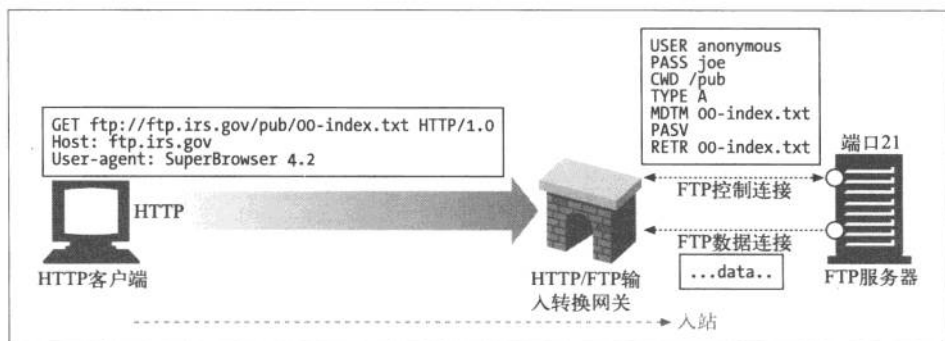 USER anonymous
PASS joe
CWD /pub
TYPE A
MDTM 00-index.txt
PASV
RETR 00-index.txt
GET ftp://ftp.irs.gov/pub/00-index.txt HTTP/1.0
Host: ftp.irs.gov
User-agent: SuperBrowser 4.2
端口21
HTTP
FTP控制连接
FTP数据连接
...data..
HTTP客户端
HTTP/FTP输
入转换网关
FTP服务器
入站